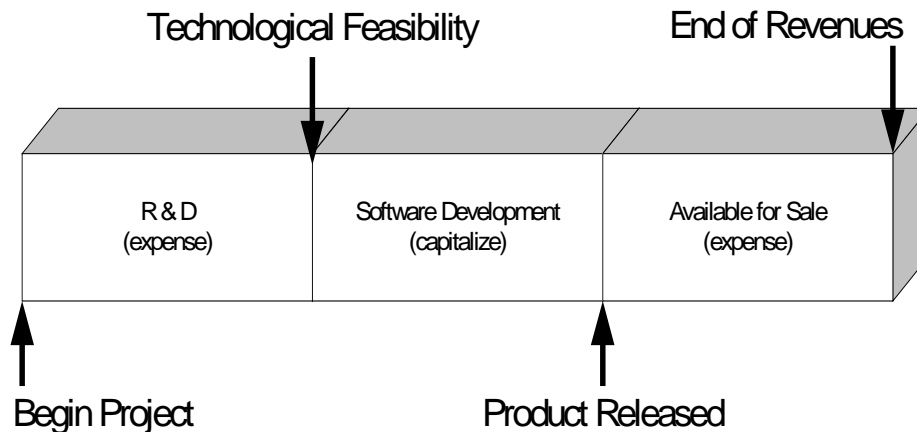 Technological Feasibility
End of Revenues
R & D
(expense)
Software Development
(capitalize)
Available for Sale
(expense)
Begin Project
Product Released